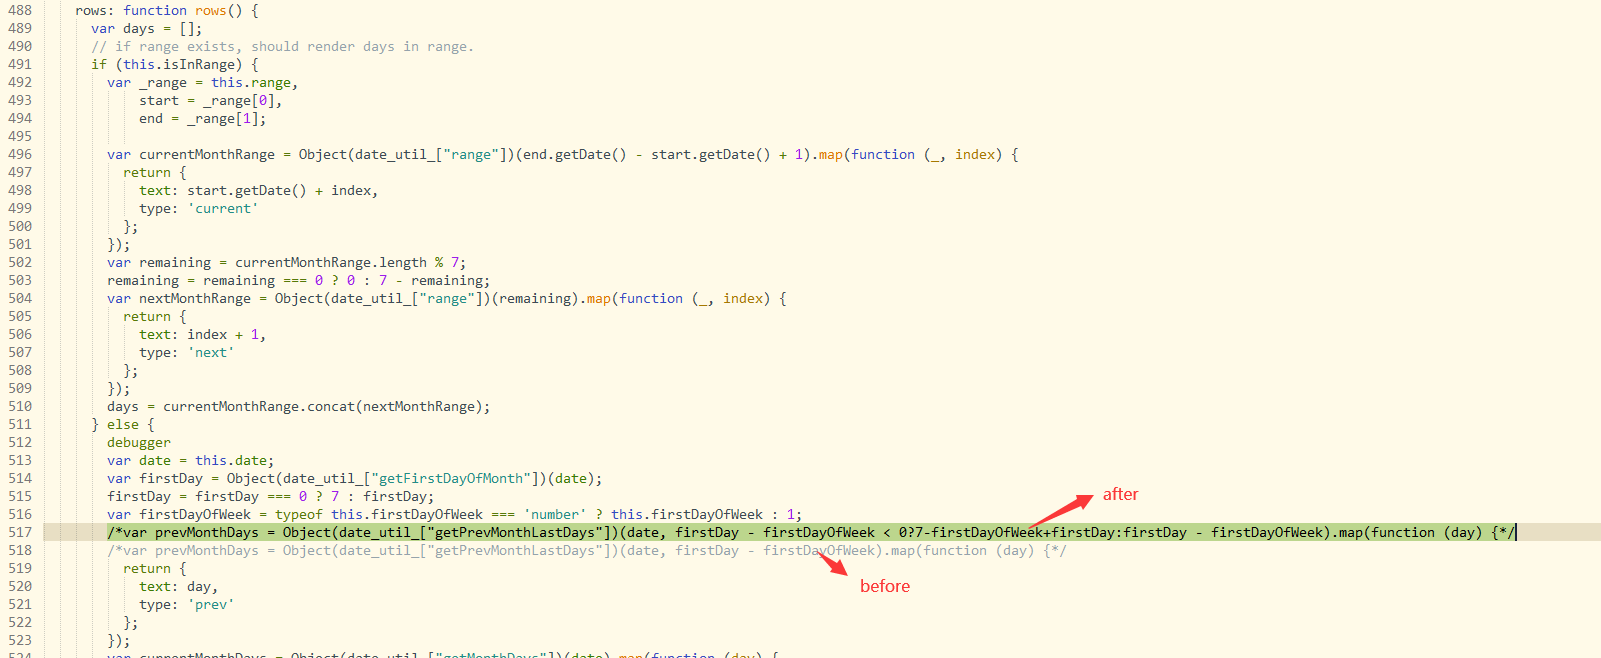 488 rows: function rows() {
489 var days = [];
490 // if range exists, should render days in range.
491 if (this.isInRange) {
492 var _range = this.range,
493 start = _range[0],
494 end = _range[1];
495
496 var currentMonthRange = Object(date_util_["range"])(end.getDate() - start.getDate() + 1).map(function (_, index) {
497 return {
498 text: start.getDate() + index,
499 type: 'current'
500 };
501 });
502 var remaining = currentMonthRange.length % 7;
503 remaining = remaining === 0 ? 0 : 7 - remaining;
504 var nextMonthRange = Object(date_util_["range"])(remaining).map(function (_, index) {
505 return {
506 text: index + 1,
507 type: 'next'
508 };
509 });
510 days = currentMonthRange.concat(nextMonthRange);
511 } else {
512 debugger
513 var date = this.date;
514 var firstDay = Object(date_util_["getFirstDayOfMonth"])(date);
515 firstDay = firstDay === 0 ? 7 : firstDay;
after
516 var firstDayOfWeek = typeof this.firstDayOfWeek === 'number' ? this.firstDayOfWeek : 1;
517 /*var prevMonthDays = Object(date_util_["getPrevMonthLastDays"])(date, firstDay - firstDayOfWeek < 0?7-firstDayOfWeek+firstDay:firstDay - firstDayOfWeek).map(function (day) {*/
518 /*var prevMonthDays = Object(date_util_["getPrevMonthLastDays"])(date, firstDay - firstDayOfWeek).map(function (day) {*/
519 return {
520 text: day,
before
521 type: 'prev'
522 };
523 });
524 var currentMonthDays = Object(date_util_["getMonthDays"])(date).map(function (day) {